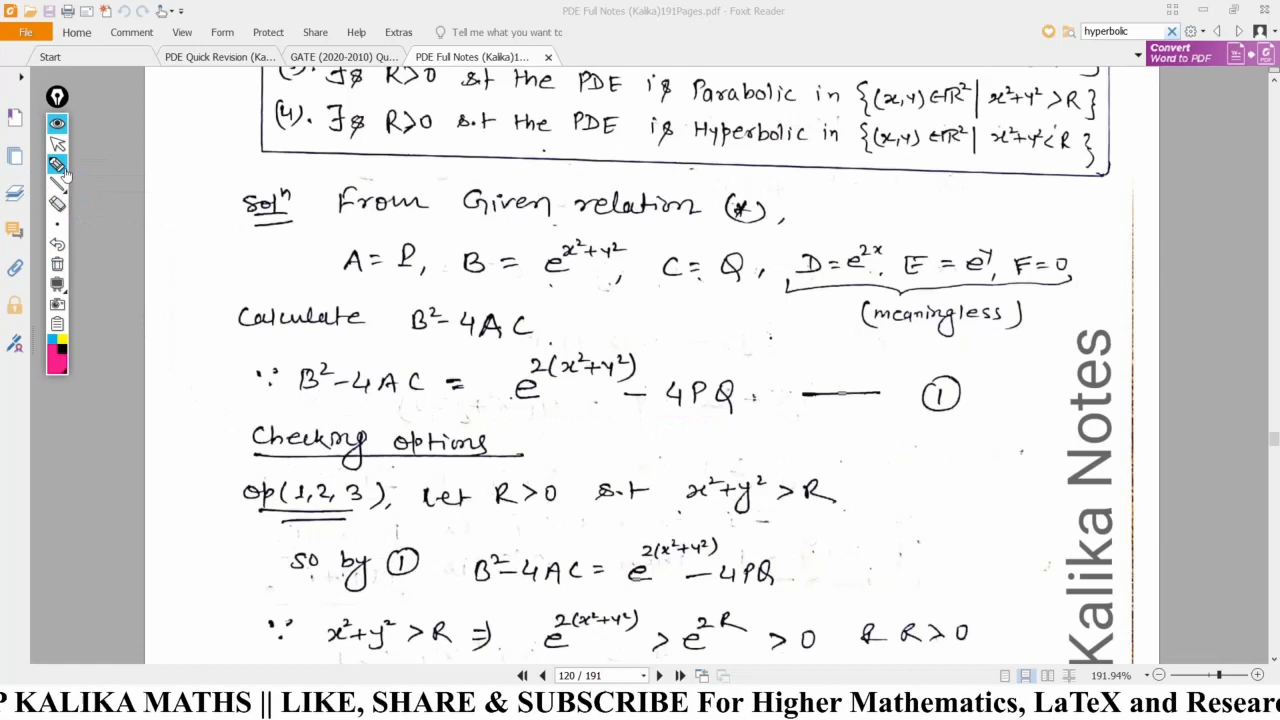 PDE Full Notes (Kalika)191Pages.pdf - Foxit Reader
File Home Comment View Form Protect Share Help Extras Tell me what you want to hyperbolic
Start PDE Quick Revision (Ka... GATE (2020-2010) Qu... PDE Full Notes (Kalika)1...
Convert Word to PDF
R>0 s.t the PDE is Parabolic in {(x,y)∈ℝ² | x²+y²>R}
(4). ∃s R>0 s.t the PDE is Hyperbolic in {(x,y)∈ℝ² | x²+y²<R}
Solⁿ From Given relation (*),
A = P, B = e^{x²+y²}, C = Q, D = e^{2x}, E = e^y, F = 0
(meaningless)
Calculate B²-4AC
∵ B²-4AC = e^{2(x²+y²)} - 4PQ. —— ①
Checking options
Op(1,2,3), Let R>0 s.t x²+y²>R
so by ① B²-4AC = e^{2(x²+y²)} - 4PQ
∵ x²+y²>R ⇒ e^{2(x²+y²)} > e^{2R} > 0 & R>0
Kalika Notes
120 / 191 191.94%
P KALIKA MATHS || LIKE, SHARE & SUBSCRIBE For Higher Mathematics, LaTeX and Resear